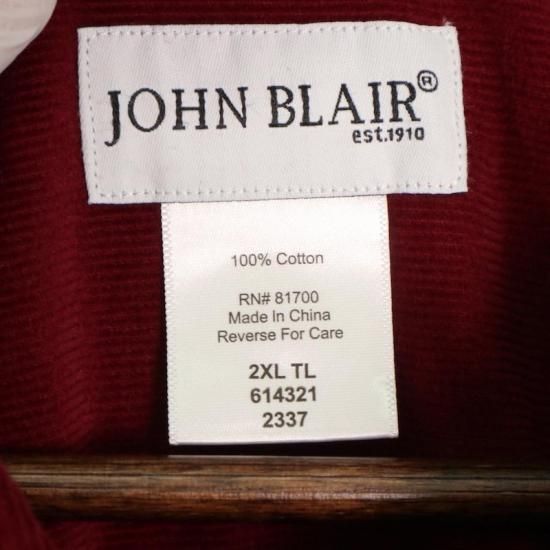 JOHN BLAIR®
est.1910
100% Cotton
RN# 81700
Made In China
Reverse For Care
2XL TL
614321
2337